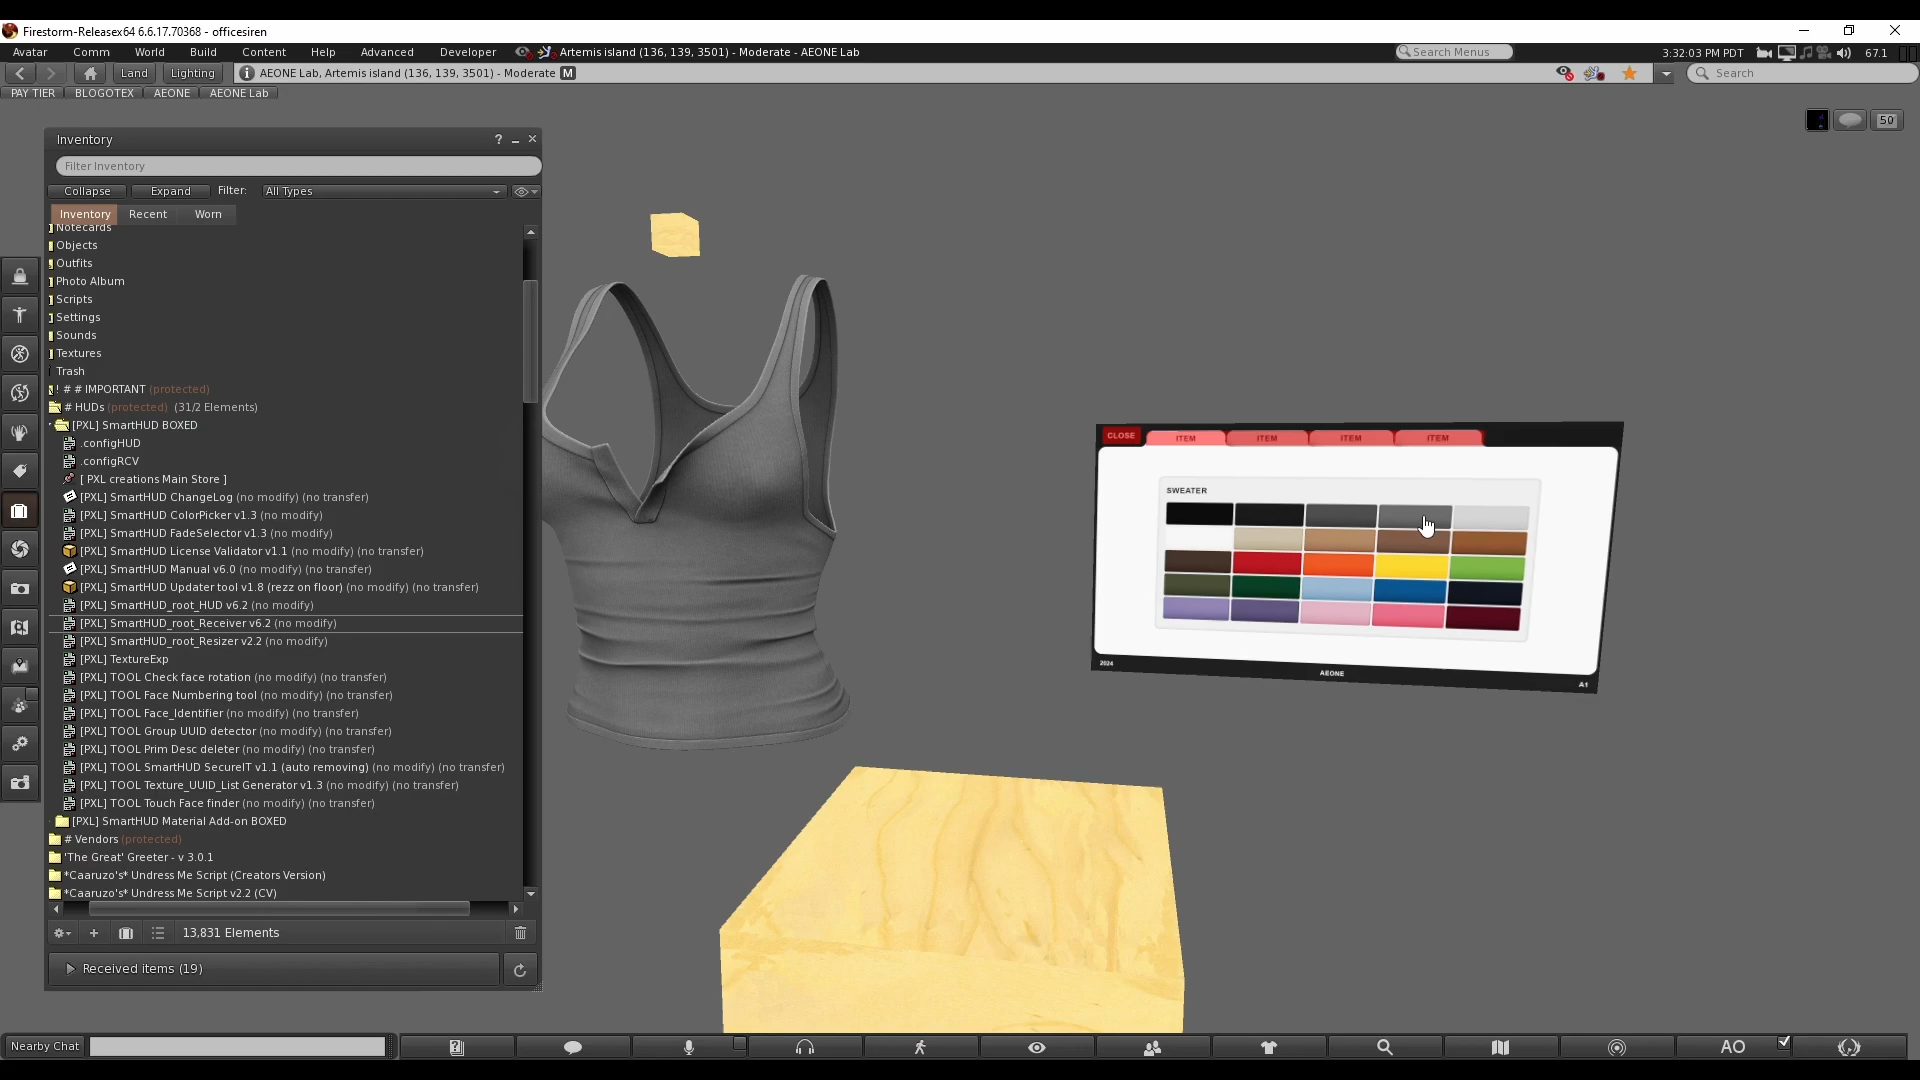 Firestorm-Releasex64 6.6.17.70368 - officesiren
Avatar Comm World Build Content Help Advanced Developer Artemis island (136, 139, 3501) - Moderate - AEONE Lab Search Menus 3:32:03 PM PDT 67.1
Land Lighting AEONE Lab, Artemis island (136, 139, 3501) - Moderate M Search
PAY TIER BLOGOTEX AEONE AEONE Lab
50
Inventory ?
Filter Inventory
Collapse Expand Filter: All Types
Inventory Recent Worn
Notecards
Objects
Outfits
Photo Album
Scripts
Settings
Sounds
Textures
Trash
! # # IMPORTANT (protected)
# HUDs (protected) (31/2 Elements)
[PXL] SmartHUD BOXED
.configHUD
.configRCV
[ PXL creations Main Store ]
[PXL] SmartHUD ChangeLog (no modify) (no transfer)
[PXL] SmartHUD ColorPicker v1.3 (no modify)
[PXL] SmartHUD FadeSelector v1.3 (no modify)
[PXL] SmartHUD License Validator v1.1 (no modify) (no transfer)
[PXL] SmartHUD Manual v6.0 (no modify) (no transfer)
[PXL] SmartHUD Updater tool v1.8 (rezz on floor) (no modify) (no transfer)
[PXL] SmartHUD_root_HUD v6.2 (no modify)
[PXL] SmartHUD_root_Receiver v6.2 (no modify)
[PXL] SmartHUD_root_Resizer v2.2 (no modify)
[PXL] TextureExp
[PXL] TOOL Check face rotation (no modify) (no transfer)
[PXL] TOOL Face Numbering tool (no modify) (no transfer)
[PXL] TOOL Face_Identifier (no modify) (no transfer)
[PXL] TOOL Group UUID detector (no modify) (no transfer)
[PXL] TOOL Prim Desc deleter (no modify) (no transfer)
[PXL] TOOL SmartHUD SecureIT v1.1 (auto removing) (no modify) (no transfer)
[PXL] TOOL Texture_UUID_List Generator v1.3 (no modify) (no transfer)
[PXL] TOOL Touch Face finder (no modify) (no transfer)
[PXL] SmartHUD Material Add-on BOXED
# Vendors (protected)
'The Great' Greeter - v 3.0.1
*Caaruzo's* Undress Me Script (Creators Version)
*Caaruzo's* Undress Me Script v2.2 (CV)
13,831 Elements
Received items (19)
CLOSE ITEM ITEM ITEM ITEM
SWEATER
2024 AEONE A1
Nearby Chat AO